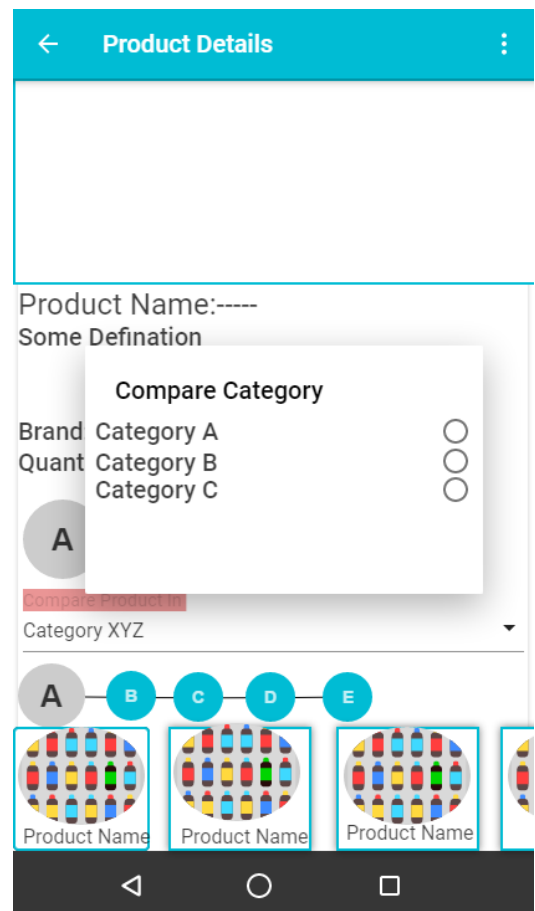 Product Details
Product Name:-----
Some Defination
Compare Category
Brand
Category A
Quant
Category B
Category C
A
Compare Product In
Category XYZ
A B C D E
Product Name
Product Name
Product Name